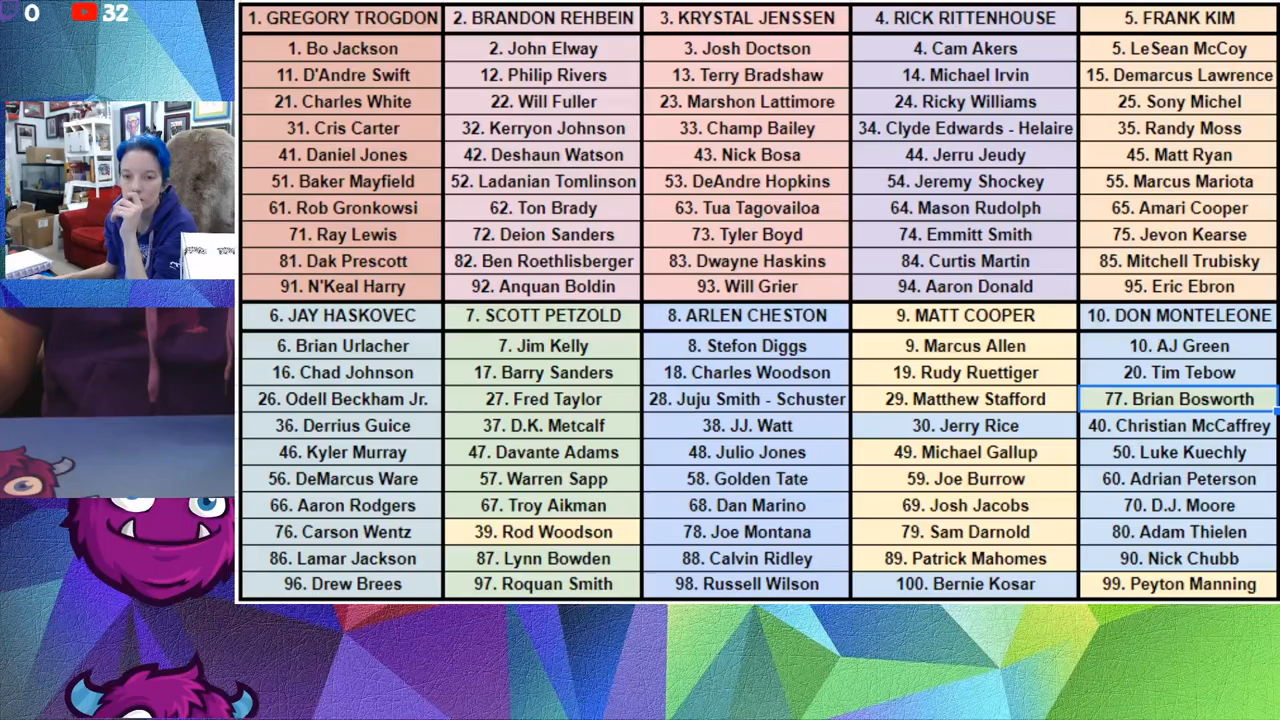 0 32
1. GREGORY TROGDON 2. BRANDON REHBEIN 3. KRYSTAL JENSSEN 4. RICK RITTENHOUSE 5. FRANK KIM
1. Bo Jackson 2. John Elway 3. Josh Doctson 4. Cam Akers 5. LeSean McCoy
11. D'Andre Swift 12. Philip Rivers 13. Terry Bradshaw 14. Michael Irvin 15. Demarcus Lawrence
21. Charles White 22. Will Fuller 23. Marshon Lattimore 24. Ricky Williams 25. Sony Michel
31. Cris Carter 32. Kerryon Johnson 33. Champ Bailey 34. Clyde Edwards - Helaire 35. Randy Moss
41. Daniel Jones 42. Deshaun Watson 43. Nick Bosa 44. Jerru Jeudy 45. Matt Ryan
51. Baker Mayfield 52. Ladanian Tomlinson 53. DeAndre Hopkins 54. Jeremy Shockey 55. Marcus Mariota
61. Rob Gronkowsi 62. Ton Brady 63. Tua Tagovailoa 64. Mason Rudolph 65. Amari Cooper
71. Ray Lewis 72. Deion Sanders 73. Tyler Boyd 74. Emmitt Smith 75. Jevon Kearse
81. Dak Prescott 82. Ben Roethlisberger 83. Dwayne Haskins 84. Curtis Martin 85. Mitchell Trubisky
91. N'Keal Harry 92. Anquan Boldin 93. Will Grier 94. Aaron Donald 95. Eric Ebron
6. JAY HASKOVEC 7. SCOTT PETZOLD 8. ARLEN CHESTON 9. MATT COOPER 10. DON MONTELEONE
6. Brian Urlacher 7. Jim Kelly 8. Stefon Diggs 9. Marcus Allen 10. AJ Green
16. Chad Johnson 17. Barry Sanders 18. Charles Woodson 19. Rudy Ruettiger 20. Tim Tebow
26. Odell Beckham Jr. 27. Fred Taylor 28. Juju Smith - Schuster 29. Matthew Stafford 77. Brian Bosworth
36. Derrius Guice 37. D.K. Metcalf 38. JJ. Watt 30. Jerry Rice 40. Christian McCaffrey
46. Kyler Murray 47. Davante Adams 48. Julio Jones 49. Michael Gallup 50. Luke Kuechly
56. DeMarcus Ware 57. Warren Sapp 58. Golden Tate 59. Joe Burrow 60. Adrian Peterson
66. Aaron Rodgers 67. Troy Aikman 68. Dan Marino 69. Josh Jacobs 70. D.J. Moore
76. Carson Wentz 39. Rod Woodson 78. Joe Montana 79. Sam Darnold 80. Adam Thielen
86. Lamar Jackson 87. Lynn Bowden 88. Calvin Ridley 89. Patrick Mahomes 90. Nick Chubb
96. Drew Brees 97. Roquan Smith 98. Russell Wilson 100. Bernie Kosar 99. Peyton Manning